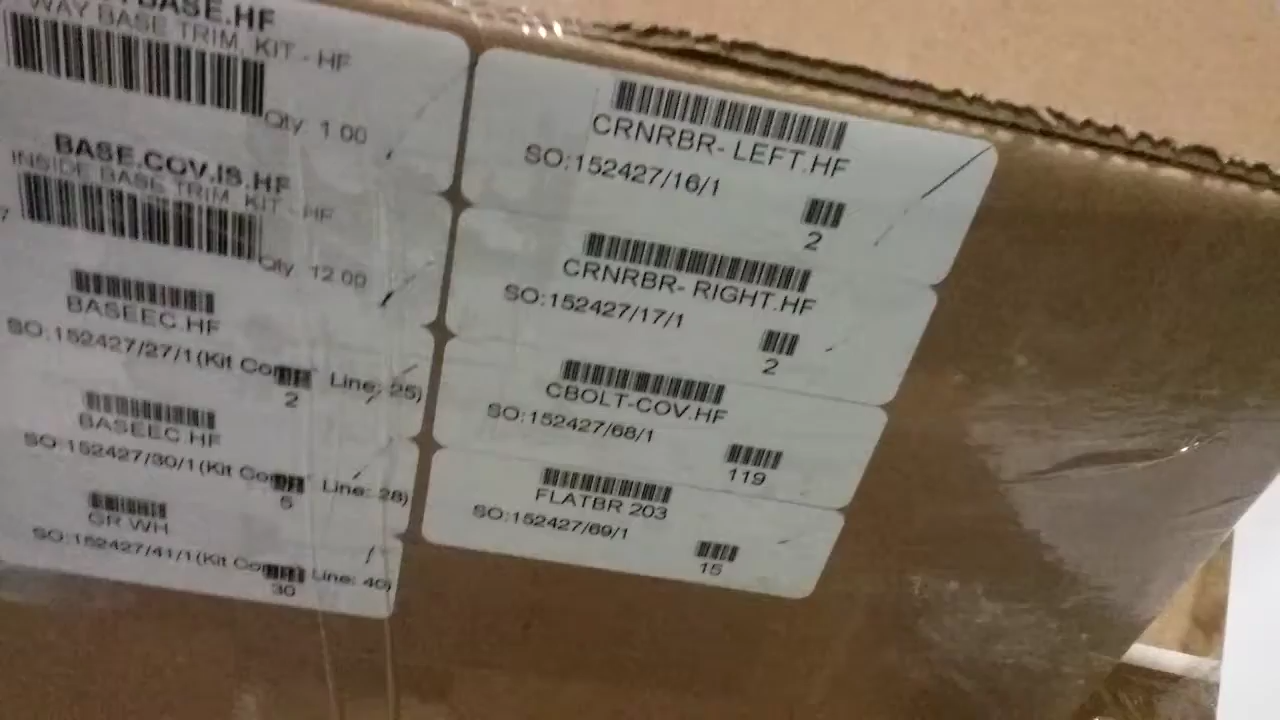 BASE.HF
WAY BASE TRIM, KIT - HF
Qty 1.00
BASE.COV.IS.HF
INSIDE BASE TRIM, KIT - HF
7
Qty 12.00
BASEEC.HF
SO:152427/27/1(Kit Line: 25)
2
BASEEC.HF
SO:152427/30/1(Kit Line: 28)
5
GR WH
SO:152427/41/1(Kit Line: 40)
30
CRNRBR- LEFT.HF
SO:152427/16/1
2
CRNRBR- RIGHT.HF
SO:152427/17/1
2
CBOLT-COV.HF
SO:152427/68/1
119
FLATBR 203
SO:152427/69/1
15